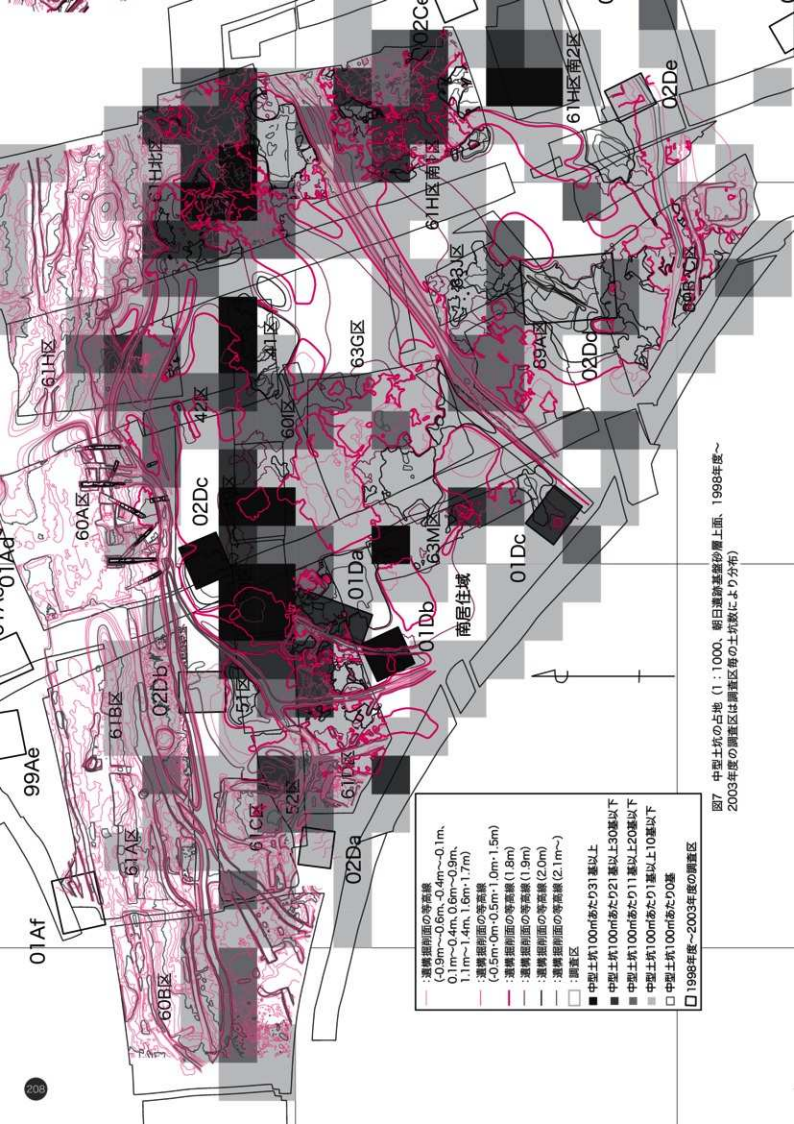 208
01Af
99Ae
01Ad
60B区
61A区
61B区
60A区
61H区
61H北区
02Db
02Dc
42区
41区
51区
60I区
63G区
61H区南1区
02Ce
61C区
52区
61D区
02Da
01Da
01Db
63M区
南居住域
01Dc
63J区
89A区
02Dd
61H区南2区
02De
89B・C区
:遺構掘削面の等高線
(-0.9m〜-0.6m、-0.4m〜-0.1m、
0.1m〜0.4m、0.6m〜0.9m、
1.1m〜1.4m、1.6m・1.7m)
:遺構掘削面の等高線
(-0.5m・0m・0.5m・1.0m・1.5m)
:遺構掘削面の等高線 (1.8m)
:遺構掘削面の等高線 (1.9m)
:遺構掘削面の等高線 (2.0m)
:遺構掘削面の等高線 (2.1m〜)
:調査区
中型土坑100㎡あたり31基以上
中型土坑100㎡あたり21基以上30基以下
中型土坑100㎡あたり11基以上20基以下
中型土坑100㎡あたり1基以上10基以下
中型土坑100㎡あたり0基
1998年度〜2003年度の調査区
図7 中型土坑の占地 (1:1000、朝日遺跡基盤砂層上面、1998年度〜
2003年度の調査区は調査区毎の土坑数により分布)